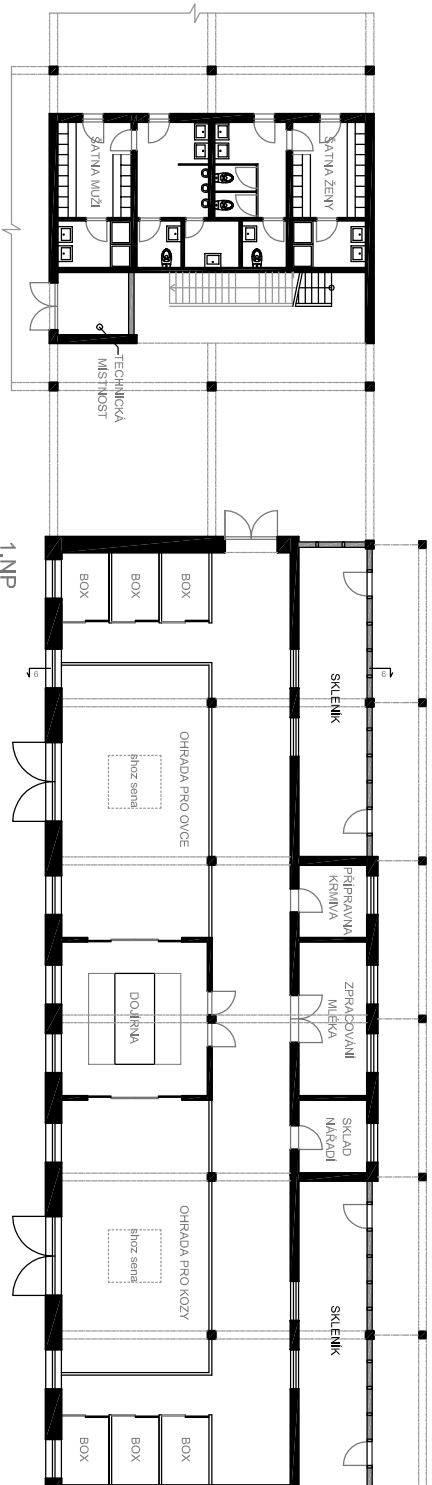 ŠATNA ŽENY
ŠATNA MUŽI
TECHNICKÁ
MÍSTNOST
1.NP
BOX
BOX
BOX
SKLENÍK
6
6
OHRADA PRO OVCE
shoz sena
PŘÍPRAVNA
KRMIVA
ZPRACOVÁNÍ
MLÉKA
DOJÍRNA
SKLAD
NÁŘADÍ
OHRADA PRO KOZY
shoz sena
SKLENÍK
BOX
BOX
BOX